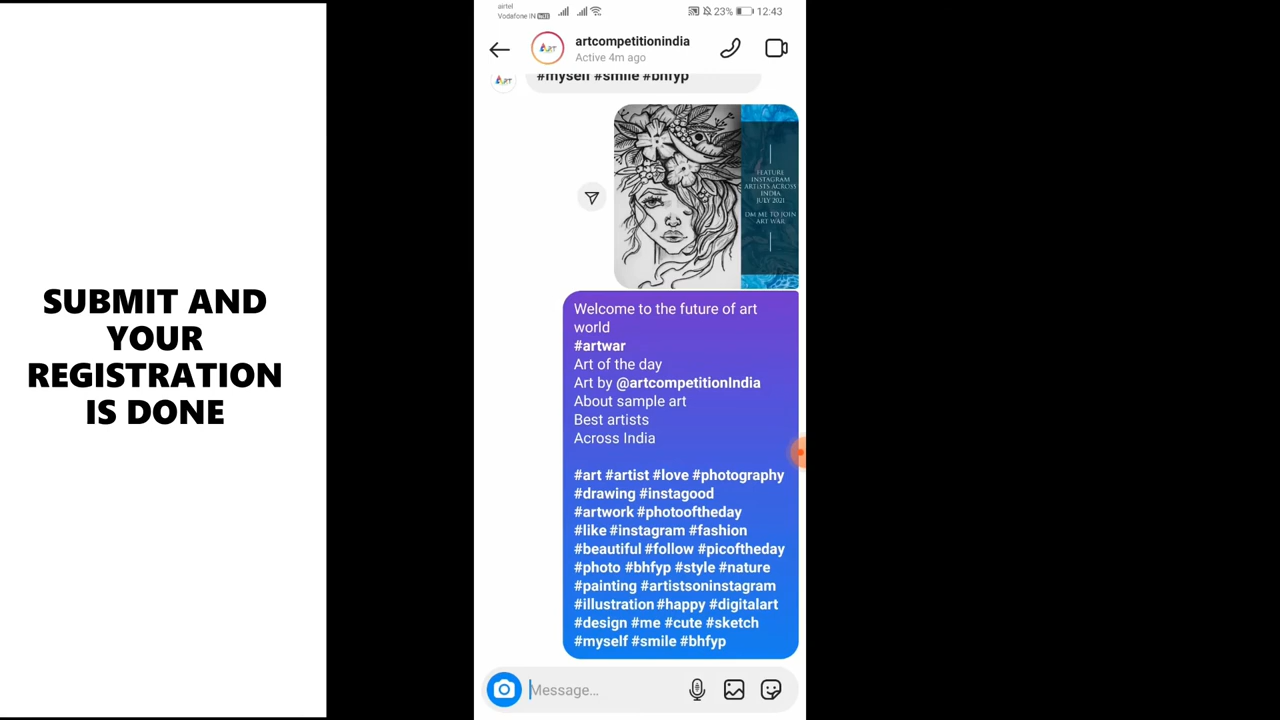 SUBMIT AND
YOUR
REGISTRATION
IS DONE
airtel
Vodafone IN
23% 12:43
artcompetitionindia
Active 4m ago
ART
ART
#myself #smile #bhfyp
FEATURE
INSTAGRAM
ARTISTS ACROSS
INDIA
JULY 2021
DM ME TO JOIN
ART WAR
Welcome to the future of art
world
#artwar
Art of the day
Art by @artcompetitionIndia
About sample art
Best artists
Across India
#art #artist #love #photography
#drawing #instagood
#artwork #photooftheday
#like #instagram #fashion
#beautiful #follow #picoftheday
#photo #bhfyp #style #nature
#painting #artistsoninstagram
#illustration #happy #digitalart
#design #me #cute #sketch
#myself #smile #bhfyp
Message...